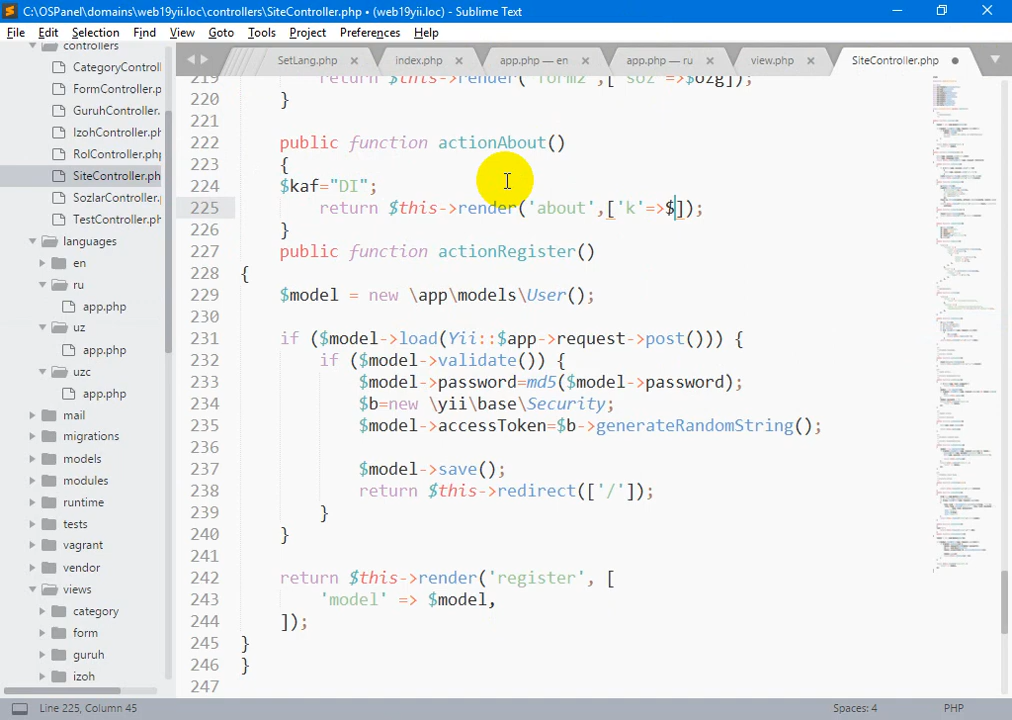 C:\OSPanel\domains\web19yii.loc\controllers\SiteController.php • (web19yii.loc) - Sublime Text
File Edit Selection Find View Goto Tools Project Preferences Help
controllers
CategoryControl
FormController.p
GuruhController.
IzohController.ph
RolController.php
SiteController.ph
SozlarController.
TestController.ph
languages
en
ru
app.php
uz
app.php
uzc
app.php
mail
migrations
models
modules
runtime
tests
vagrant
vendor
views
category
form
guruh
izoh
SetLang.php index.php app.php — en app.php — ru view.php SiteController.php
219 return $this->render('form2',['soz'=>$ozg]);
220 }
221
222 public function actionAbout()
223 {
224 $kaf="DI";
225 return $this->render('about',['k'=>$]);
226 }
227 public function actionRegister()
228 {
229 $model = new \app\models\User();
230
231 if ($model->load(Yii::$app->request->post())) {
232 if ($model->validate()) {
233 $model->password=md5($model->password);
234 $b=new \yii\base\Security;
235 $model->accessToken=$b->generateRandomString();
236
237 $model->save();
238 return $this->redirect(['/']);
239 }
240 }
241
242 return $this->render('register', [
243 'model' => $model,
244 ]);
245 }
246 }
247
Line 225, Column 45 Spaces: 4 PHP